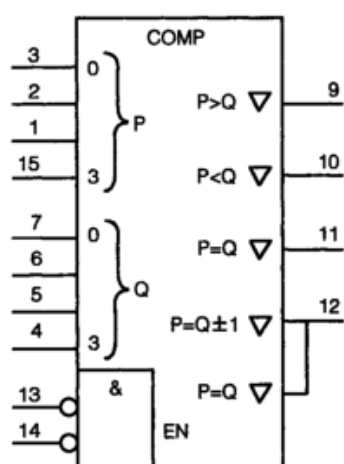 COMP
3 0
2
1 P
15 3
7 0
6
5 Q
4 3
13 &
14 EN
P>Q ▽ 9
P<Q ▽ 10
P=Q ▽ 11
P=Q±1 ▽ 12
P=Q ▽